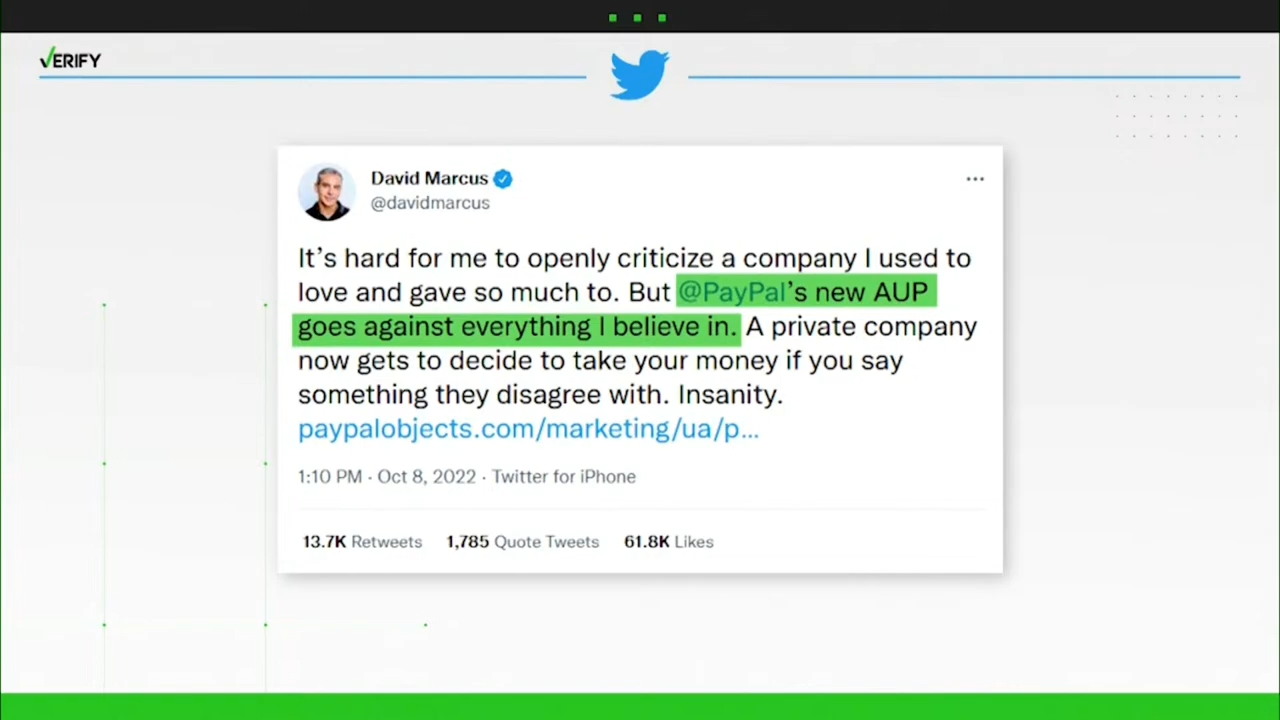 VERIFY
David Marcus
@davidmarcus
It's hard for me to openly criticize a company I used to
love and gave so much to. But @PayPal's new AUP
goes against everything I believe in. A private company
now gets to decide to take your money if you say
something they disagree with. Insanity.
paypalobjects.com/marketing/ua/p...
1:10 PM · Oct 8, 2022 · Twitter for iPhone
13.7K Retweets 1,785 Quote Tweets 61.8K Likes